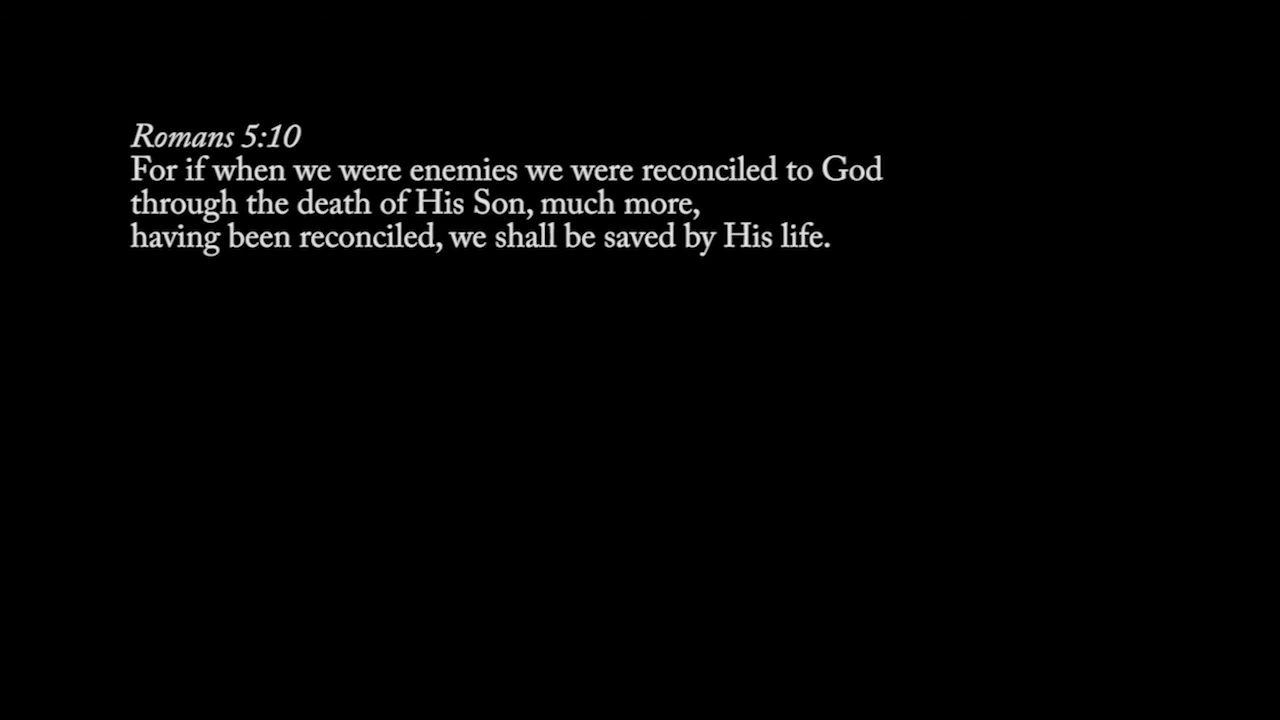 Romans 5:10
For if when we were enemies we were reconciled to God
through the death of His Son, much more,
having been reconciled, we shall be saved by His life.